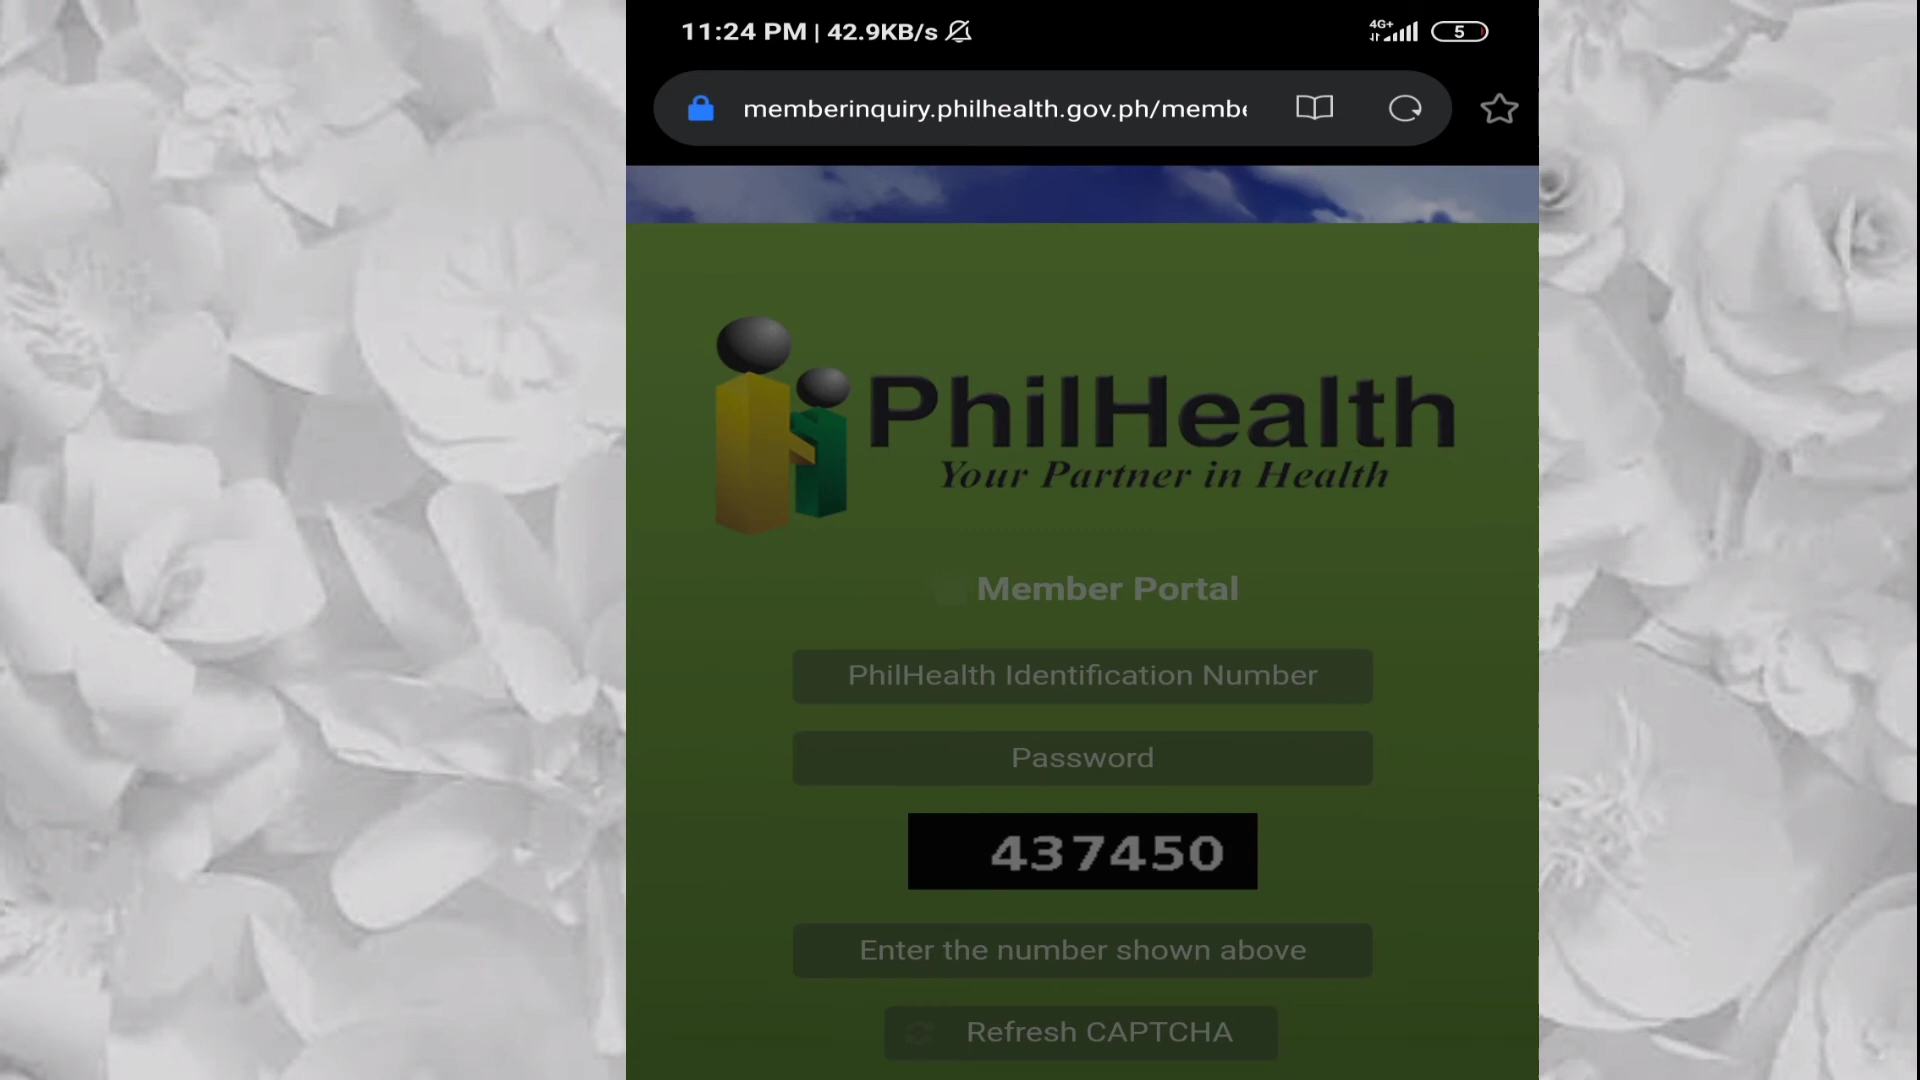 11:24 PM | 42.9KB/s
4G+
5
memberinquiry.philhealth.gov.ph/membe
PhilHealth
Your Partner in Health
Member Portal
PhilHealth Identification Number
Password
437450
Enter the number shown above
Refresh CAPTCHA